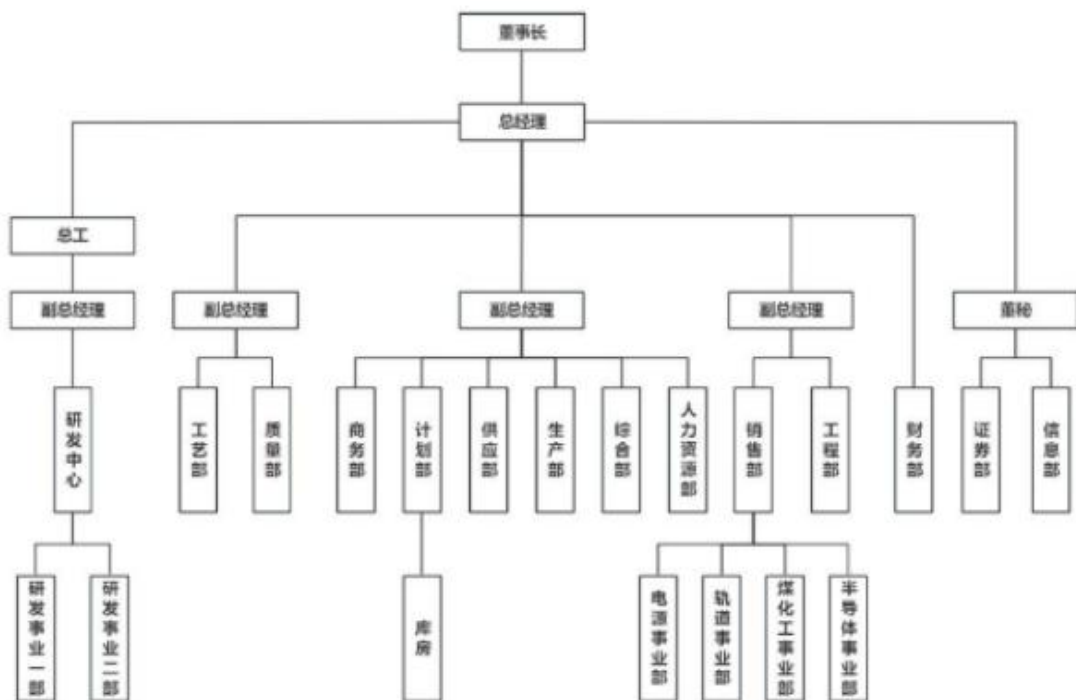 董事长
总经理
总工
副总经理
副总经理
副总经理
副总经理
董秘
研发中心
工艺部
质量部
商务部
计划部
供应部
生产部
综合部
人力资源部
销售部
工程部
财务部
证券部
信息部
研发事业一部
研发事业二部
库房
电源事业部
轨道事业部
煤化工事业部
半导体事业部